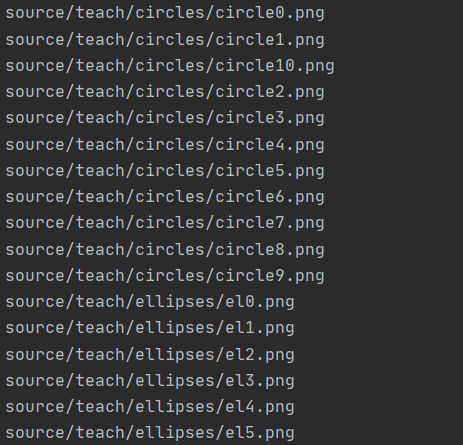 source/teach/circles/circle0.png
source/teach/circles/circle1.png
source/teach/circles/circle10.png
source/teach/circles/circle2.png
source/teach/circles/circle3.png
source/teach/circles/circle4.png
source/teach/circles/circle5.png
source/teach/circles/circle6.png
source/teach/circles/circle7.png
source/teach/circles/circle8.png
source/teach/circles/circle9.png
source/teach/ellipses/el0.png
source/teach/ellipses/el1.png
source/teach/ellipses/el2.png
source/teach/ellipses/el3.png
source/teach/ellipses/el4.png
source/teach/ellipses/el5.png